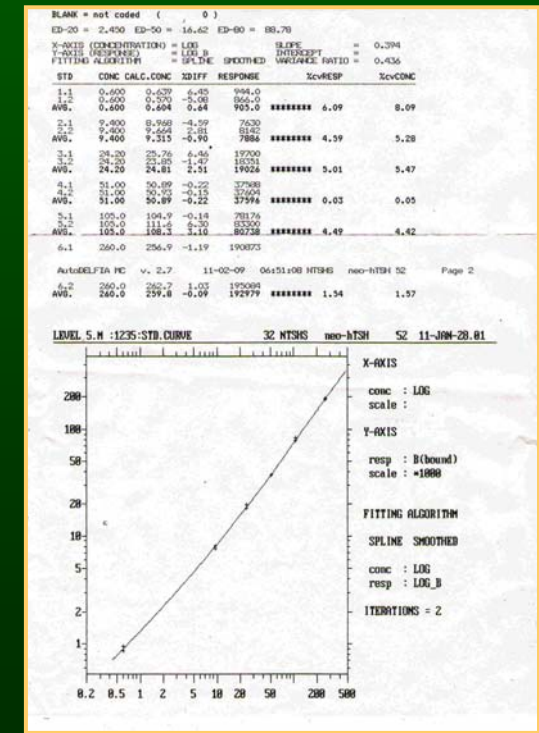 BLANK = not coded ( 0 )
ED-20 = 2.450 ED-50 = 16.62 ED-80 = 88.78
X-AXIS (CONCENTRATION) = LOG SLOPE = 0.394
Y-AXIS (RESPONSE) = LOG_B INTERCEPT =
FITTING ALGORITHM = SPLINE SMOOTHED VARIANCE RATIO = 0.436
STD CONC CALC.CONC %DIFF RESPONSE %cvRESP %cvCONC
1.1 0.600 0.639 6.45 944.0
1.2 0.600 0.570 -5.08 866.0
AVG. 0.600 0.604 0.64 905.0 ******** 6.09 8.09
2.1 9.400 8.968 -4.59 7630
2.2 9.400 9.664 2.81 8142
AVG. 9.400 9.315 -0.90 7886 ******** 4.59 5.28
3.1 24.20 25.76 6.46 19700
3.2 24.20 23.85 -1.47 18351
AVG. 24.20 24.81 2.51 19026 ******** 5.01 5.47
4.1 51.00 50.89 -0.22 37588
4.2 51.00 50.93 -0.15 37604
AVG. 51.00 50.89 -0.22 37596 ******** 0.03 0.05
5.1 105.0 104.9 -0.14 78176
5.2 105.0 111.6 6.30 83300
AVG. 105.0 108.3 3.10 80738 ******** 4.49 4.42
6.1 260.0 256.9 -1.19 190873
AutoDELFIA MC v. 2.7 11-02-09 06:51:08 NTSHS neo-hTSH 52 Page 2
6.2 260.0 262.7 1.03 195084
AVG. 260.0 259.8 -0.09 192979 ******** 1.54 1.57
LEVEL 5.M :1235:STD.CURVE 32 NTSHS neo-hTSH 52 11-JAN-28.01
X-AXIS
conc : LOG
scale :
Y-AXIS
resp : B(bound)
scale : *1000
FITTING ALGORITHM
SPLINE SMOOTHED
conc : LOG
resp : LOG_B
ITERATIONS = 2
200
100
50
20
10
5
2
1
0.2 0.5 1 2 5 10 20 50 200 500